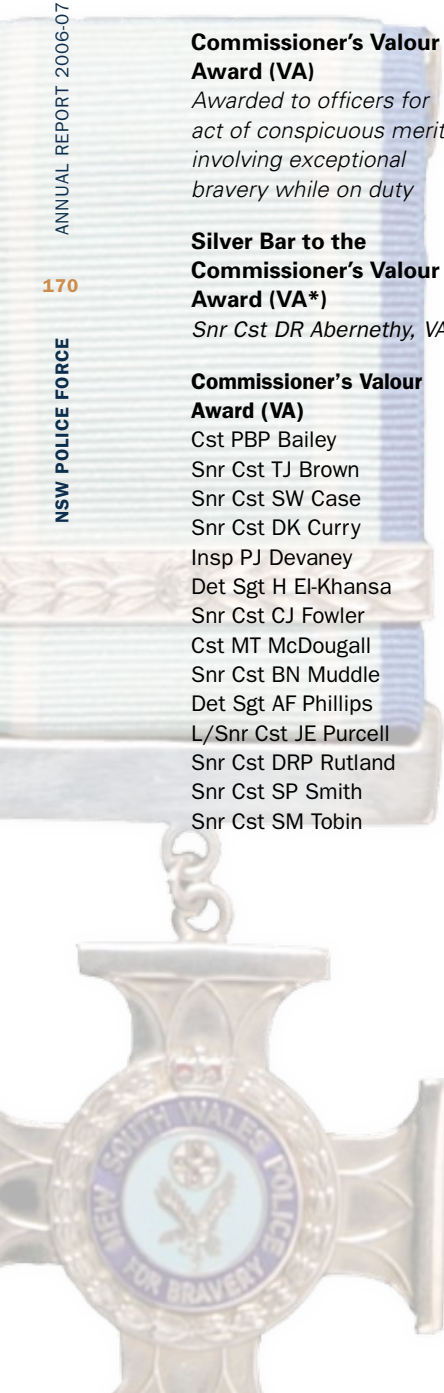 ANNUAL REPORT 2006-07
170
NSW POLICE FORCE
Commissioner's Valour
Award (VA)
Awarded to officers for
act of conspicuous merit
involving exceptional
bravery while on duty
Silver Bar to the
Commissioner's Valour
Award (VA*)
Snr Cst DR Abernethy, VA
Commissioner's Valour
Award (VA)
Cst PBP Bailey
Snr Cst TJ Brown
Snr Cst SW Case
Snr Cst DK Curry
Insp PJ Devaney
Det Sgt H El-Khansa
Snr Cst CJ Fowler
Cst MT McDougall
Snr Cst BN Muddle
Det Sgt AF Phillips
L/Snr Cst JE Purcell
Snr Cst DRP Rutland
Snr Cst SP Smith
Snr Cst SM Tobin
NEW SOUTH WALES POLICE
FOR BRAVERY